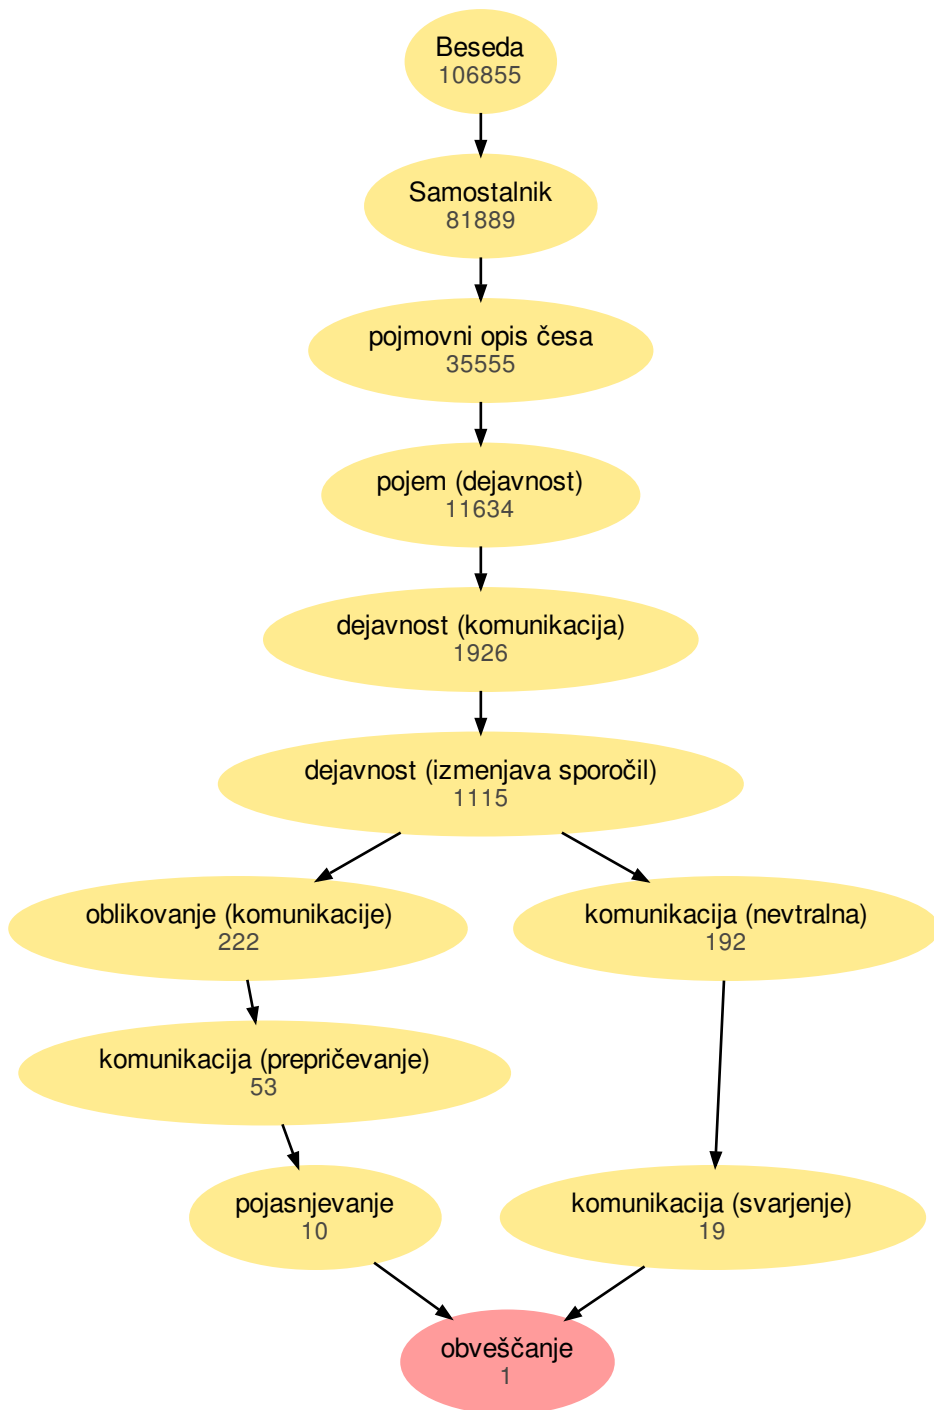 Beseda
106855
Samostalnik
81889
pojmovni opis česa
35555
pojem (dejavnost)
11634
dejavnost (komunikacija)
1926
dejavnost (izmenjava sporočil)
1115
oblikovanje (komunikacije)
222
komunikacija (nevtralna)
192
komunikacija (prepričevanje)
53
pojasnjevanje
10
komunikacija (svarjenje)
19
obveščanje
1